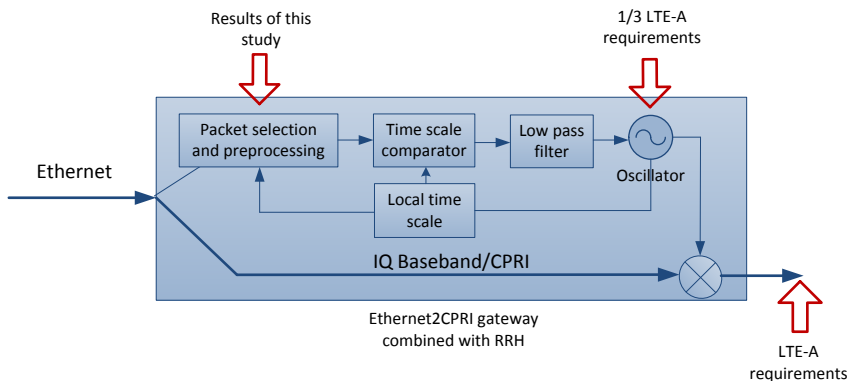 Results of this
study
1/3 LTE-A
requirements
Packet selection
and preprocessing
Time scale
comparator
Low pass
filter
Oscillator
Ethernet
Local time
scale
IQ Baseband/CPRI
Ethernet2CPRI gateway
combined with RRH
LTE-A
requirements